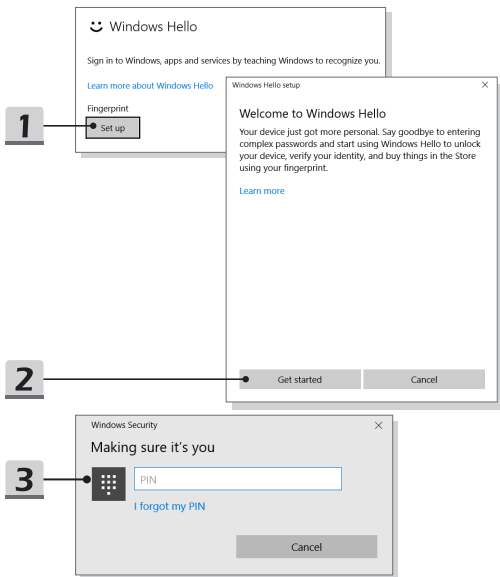 Windows Hello
Sign in to Windows, apps and services by teaching Windows to recognize you.
Learn more about Windows Hello
Fingerprint
1
Set up
Windows Hello setup
Welcome to Windows Hello
Your device just got more personal. Say goodbye to entering
complex passwords and start using Windows Hello to unlock
your device, verify your identity, and buy things in the Store
using your fingerprint.
Learn more
2
Get started
Cancel
Windows Security
Making sure it's you
3
PIN
I forgot my PIN
Cancel